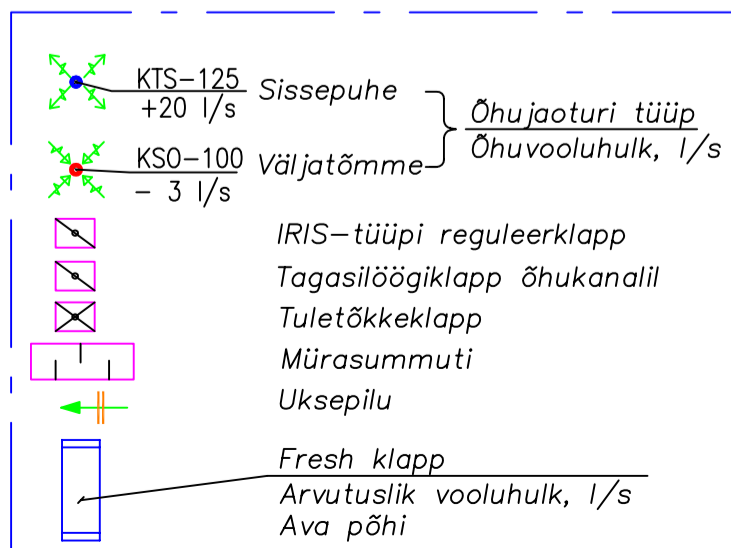 KTS-125 Sissepuhe
+20 l/s
KSO-100 Väljatõmme
- 3 l/s
Õhujaoturi tüüp
Õhuvooluhulk, l/s
IRIS-tüüpi reguleerklapp
Tagasilöögiklapp õhukanalil
Tuletõkkeklapp
Mürasummuti
Uksepilu
Fresh klapp
Arvutuslik vooluhulk, l/s
Ava põhi